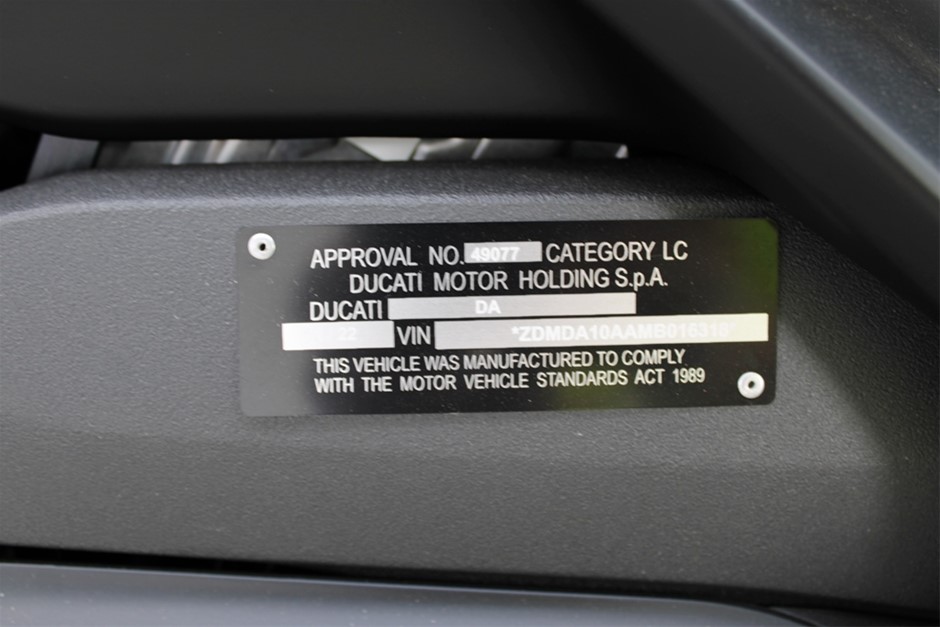 APPROVAL NO. 49077 CATEGORY LC
DUCATI MOTOR HOLDING S.p.A.
DUCATI DA
22 VIN *ZDMDA10AAMB016318*
THIS VEHICLE WAS MANUFACTURED TO COMPLY
WITH THE MOTOR VEHICLE STANDARDS ACT 1989